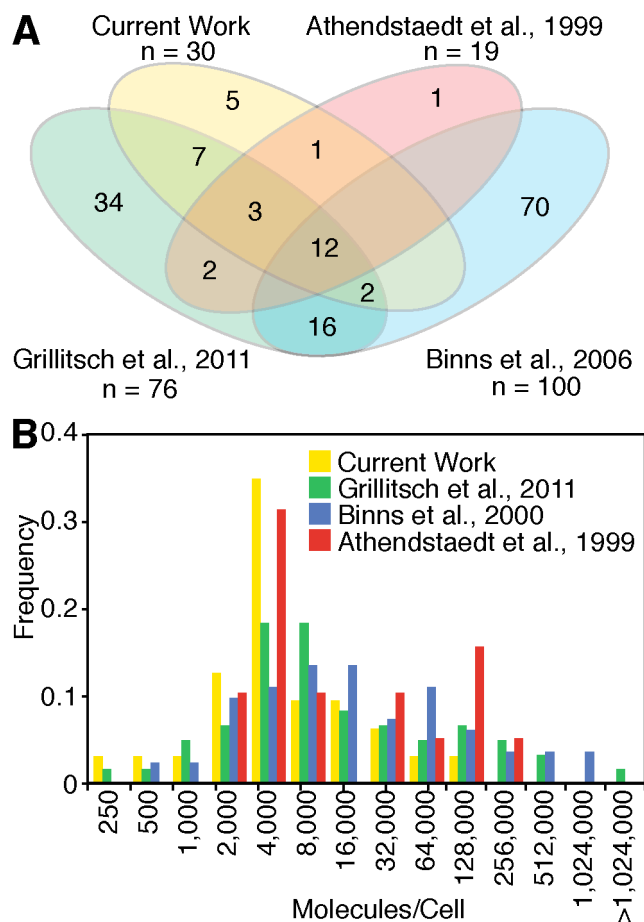 A
Current Work
n = 30
Athendstaedt et al., 1999
n = 19
5
1
7
1
34
3
70
12
2
2
16
Grillitsch et al., 2011
n = 76
Binns et al., 2006
n = 100
B
0.4
0.3
0.2
0.1
0
Frequency
Current Work
Grillitsch et al., 2011
Binns et al., 2000
Athendstaedt et al., 1999
250
500
1,000
2,000
4,000
8,000
16,000
32,000
64,000
128,000
256,000
512,000
1,024,000
>1,024,000
Molecules/Cell